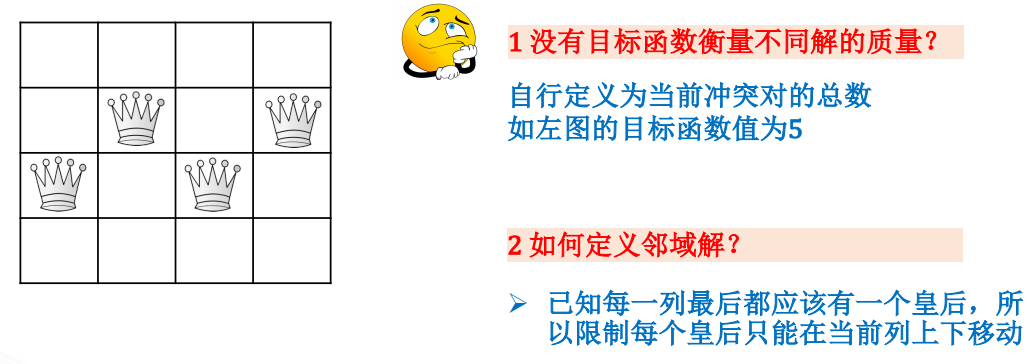 1 没有目标函数衡量不同解的质量？
自行定义为当前冲突对的总数
如左图的目标函数值为5
2 如何定义邻域解？
➢ 已知每一列最后都应该有一个皇后，所
以限制每个皇后只能在当前列上下移动